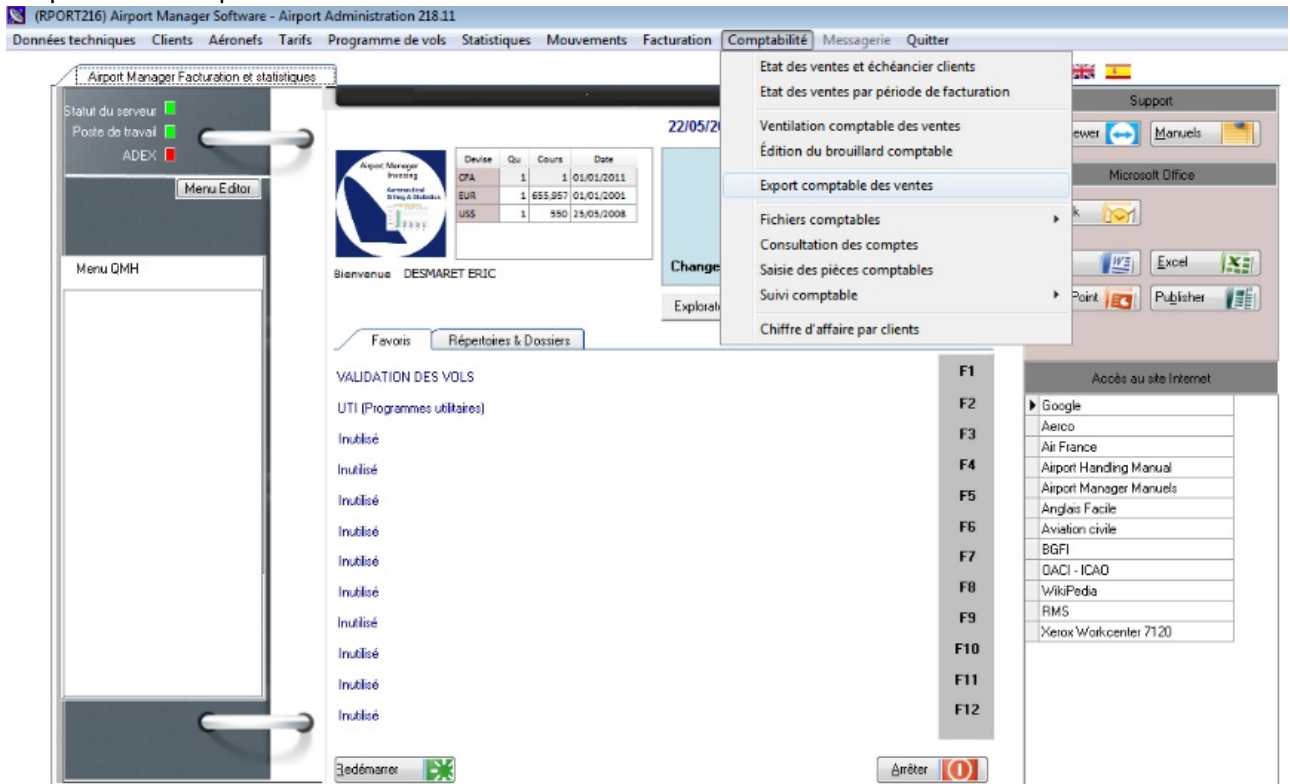 (RPORT216) Airport Manager Software - Airport Administration 218.11
Données techniques Clients Aéronefs Tarifs Programme de vols Statistiques Mouvements Facturation Comptabilité Messagerie Quitter
Airport Manager Facturation et statistiques
Statut du serveur
Poste de travail
ADEX
Menu Editor
Menu QMH
22/05/2
Airport Manager
Invoicing
Aeronautical
Billing & Statistics
Devise Qu Cours Date
CFA 1 1 01/01/2011
EUR 1 655,957 01/01/2001
US$ 1 550 25/05/2008
Bienvenue DESMARET ERIC
Change
Explorat
Etat des ventes et échéancier clients
Etat des ventes par période de facturation
Ventilation comptable des ventes
Édition du brouillard comptable
Export comptable des ventes
Fichiers comptables
Consultation des comptes
Saisie des pièces comptables
Suivi comptable
Chiffre d'affaire par clients
Support
ewer Manuels
Microsoft Office
k
Excel
Point Publisher
Favoris Répertoires & Dossiers
VALIDATION DES VOLS F1
UTI (Programmes utilitaires) F2
Inutilisé F3
Inutilisé F4
Inutilisé F5
Inutilisé F6
Inutilisé F7
Inutilisé F8
Inutilisé F9
Inutilisé F10
Inutilisé F11
Inutilisé F12
Redémarrer Arrêter
Accès au site Internet
Google
Aerco
Air France
Airport Handling Manual
Airport Manager Manuels
Anglais Facile
Aviation civile
BGFI
OACI - ICAO
WikiPedia
RMS
Xerox Workcenter 7120